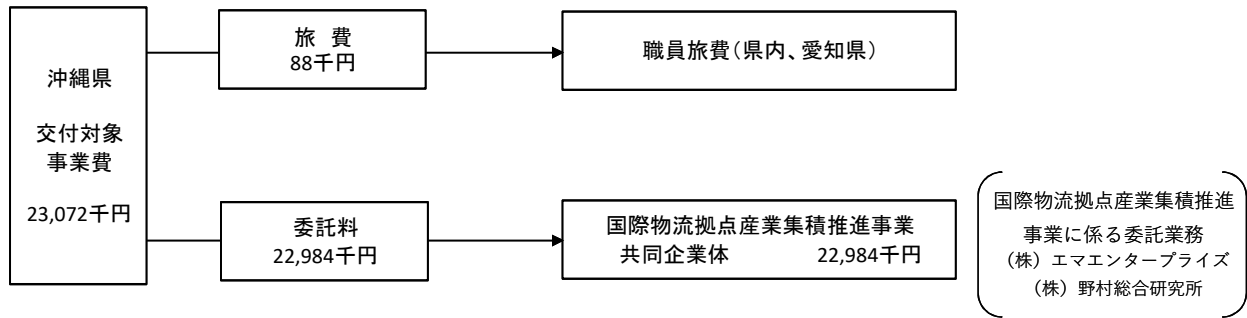 沖縄県
交付対象
事業費
23,072千円
旅 費
88千円
職員旅費(県内、愛知県)
委託料
22,984千円
国際物流拠点産業集積推進事業
共同企業体 22,984千円
国際物流拠点産業集積推進
事業に係る委託業務
(株)エマエンタープライズ
(株)野村総合研究所